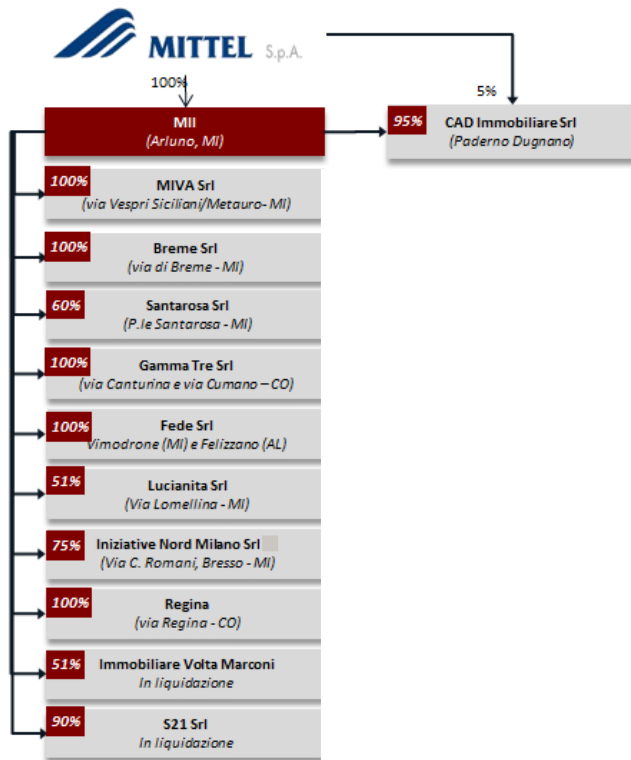 MITTEL S.p.A.
100%
5%
MII
(Arluno, MI)
95% CAD Immobiliare Srl
(Paderno Dugnano)
100% MIVA Srl
(via Vespri Siciliani/Metauro- MI)
100% Breme Srl
(via di Breme - MI)
60% Santarosa Srl
(P.le Santarosa - MI)
100% Gamma Tre Srl
(via Canturina e via Cumano – CO)
100% Fede Srl
Vimodrone (MI) e Felizzano (AL)
51% Lucianita Srl
(Via Lomellina - MI)
75% Iniziative Nord Milano Srl
(Via C. Romani, Bresso - MI)
100% Regina
(via Regina - CO)
51% Immobiliare Volta Marconi
In liquidazione
90% S21 Srl
In liquidazione